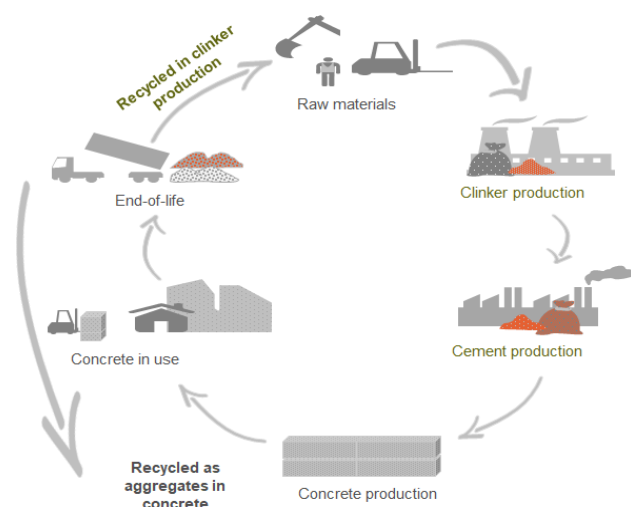 Recycled in clinker
production
Raw materials
Clinker production
End-of-life
Cement production
Concrete in use
Recycled as
aggregates in
concrete
Concrete production